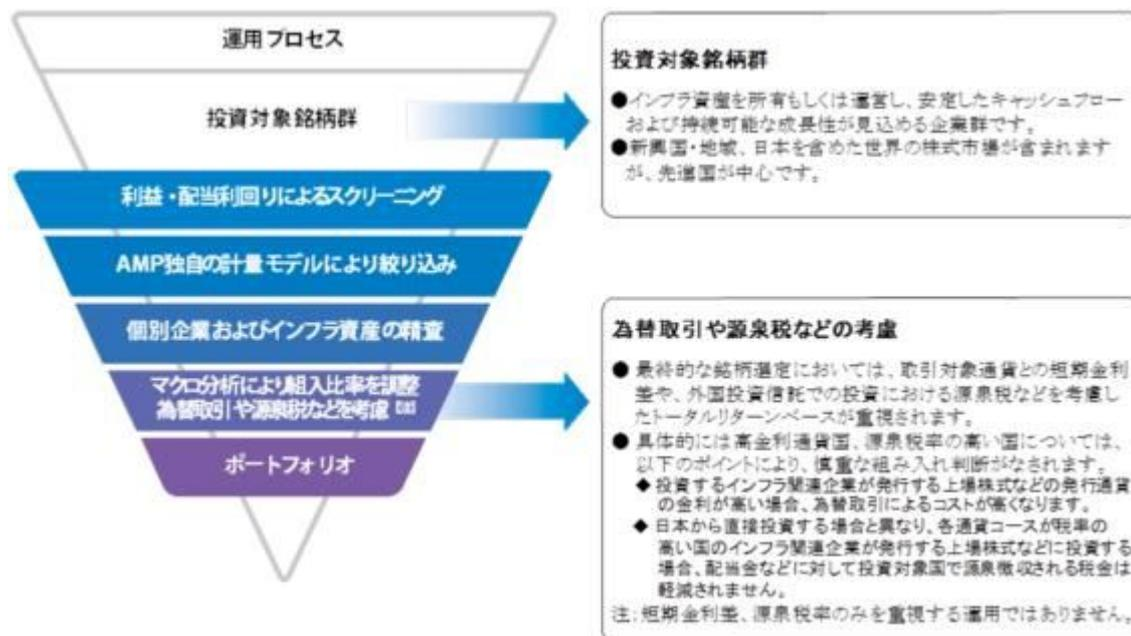 運用プロセス
投資対象銘柄群
利益・配当利回りによるスクリーニング
AMP独自の計量モデルにより絞り込み
個別企業およびインフラ資産の精査
マクロ分析により組入比率を調整
為替取引や源泉税などを考慮【注】
ポートフォリオ
投資対象銘柄群
●インフラ資産を所有もしくは運営し、安定したキャッシュフロー
および持続可能な成長性が見込める企業群です。
●新興国・地域、日本を含めた世界の株式市場が含まれます
が、先進国が中心です。
為替取引や源泉税などの考慮
● 最終的な銘柄選定においては、取引対象通貨との短期金利
差や、外国投資信託での投資における源泉税などを考慮し
たトータルリターンベースが重視されます。
● 具体的には高金利通貨国、源泉税率の高い国については、
以下のポイントにより、慎重な組み入れ判断がなされます。
◆ 投資するインフラ関連企業が発行する上場株式などの発行通貨
の金利が高い場合、為替取引によるコストが高くなります。
◆ 日本から直接投資する場合と異なり、各通貨コースが税率の
高い国のインフラ関連企業が発行する上場株式などに投資する
場合、配当金などに対して投資対象国で源泉徴収される税金は
軽減されません。
注:短期金利差、源泉税率のみを重視する運用ではありません。